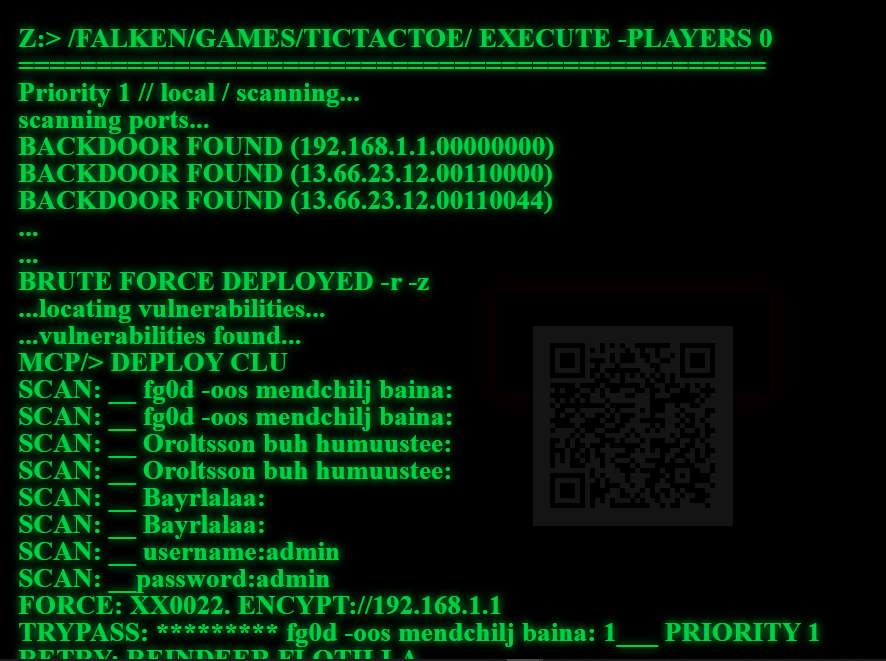 Z:> /FALKEN/GAMES/TICTACTOE/ EXECUTE -PLAYERS 0
================================================
Priority 1 // local / scanning...
scanning ports...
BACKDOOR FOUND (192.168.1.1.00000000)
BACKDOOR FOUND (13.66.23.12.00110000)
BACKDOOR FOUND (13.66.23.12.00110044)
...
...
BRUTE FORCE DEPLOYED -r -z
...locating vulnerabilities...
...vulnerabilities found...
MCP/> DEPLOY CLU
SCAN: __ fg0d -oos mendchilj baina:
SCAN: __ fg0d -oos mendchilj baina:
SCAN: __ Oroltsson buh humuustee:
SCAN: __ Oroltsson buh humuustee:
SCAN: __ Bayrlalaa:
SCAN: __ Bayrlalaa:
SCAN: __ username:admin
SCAN: __password:admin
FORCE: XX0022. ENCYPT://192.168.1.1
TRYPASS: ********* fg0d -oos mendchilj baina: 1___ PRIORITY 1
RETRY: REINDEER FLOTILLA